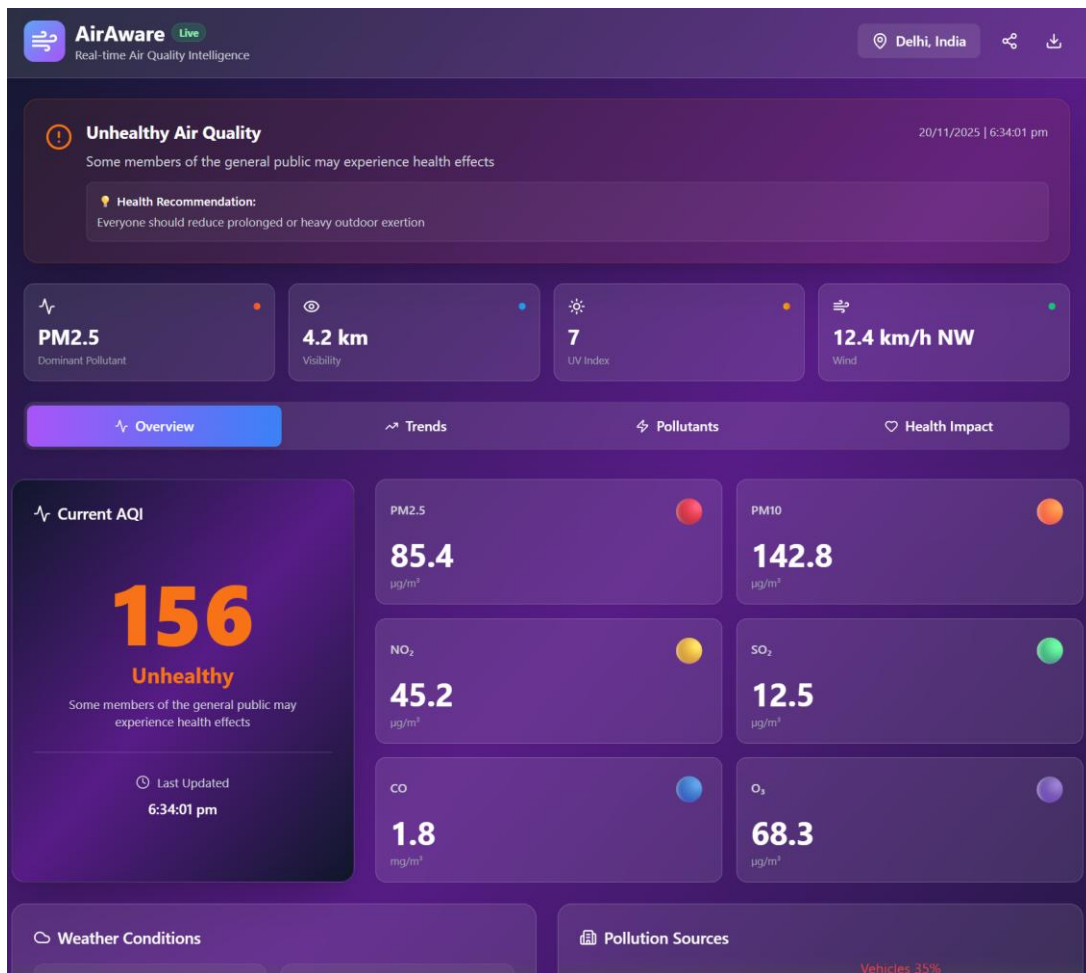 AirAware Live
Real-time Air Quality Intelligence
Delhi, India
Unhealthy Air Quality
20/11/2025 | 6:34:01 pm
Some members of the general public may experience health effects
💡 Health Recommendation:
Everyone should reduce prolonged or heavy outdoor exertion
PM2.5
Dominant Pollutant
4.2 km
Visibility
7
UV Index
12.4 km/h NW
Wind
Overview
Trends
Pollutants
Health Impact
Current AQI
156
Unhealthy
Some members of the general public may
experience health effects
Last Updated
6:34:01 pm
PM2.5
85.4
µg/m³
PM10
142.8
µg/m³
NO₂
45.2
µg/m³
SO₂
12.5
µg/m³
CO
1.8
mg/m³
O₃
68.3
µg/m³
Weather Conditions
Pollution Sources
Vehicles 35%